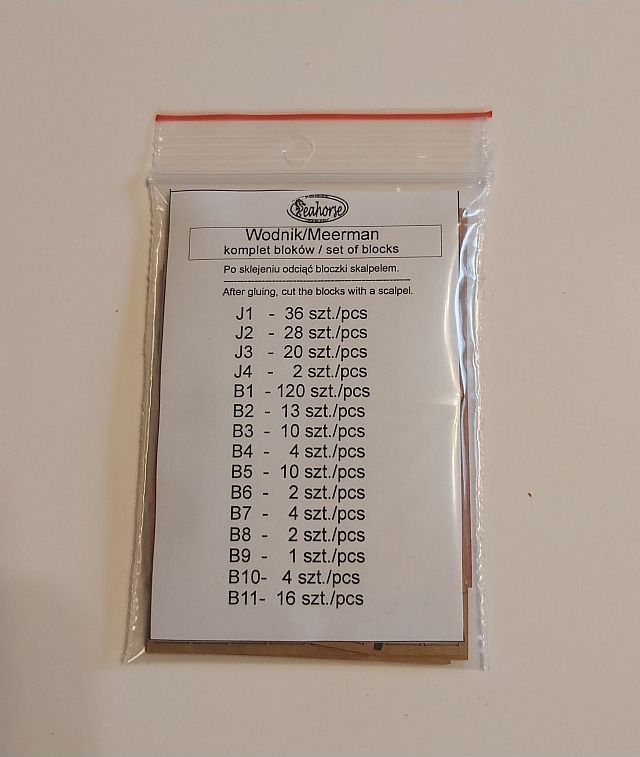 Seahorse
Wodnik/Meerman
komplet bloków / set of blocks
Po sklejeniu odciąć bloczki skalpelem.
After gluing, cut the blocks with a scalpel.
J1 - 36 szt./pcs
J2 - 28 szt./pcs
J3 - 20 szt./pcs
J4 - 2 szt./pcs
B1 - 120 szt./pcs
B2 - 13 szt./pcs
B3 - 10 szt./pcs
B4 - 4 szt./pcs
B5 - 10 szt./pcs
B6 - 2 szt./pcs
B7 - 4 szt./pcs
B8 - 2 szt./pcs
B9 - 1 szt./pcs
B10- 4 szt./pcs
B11- 16 szt./pcs